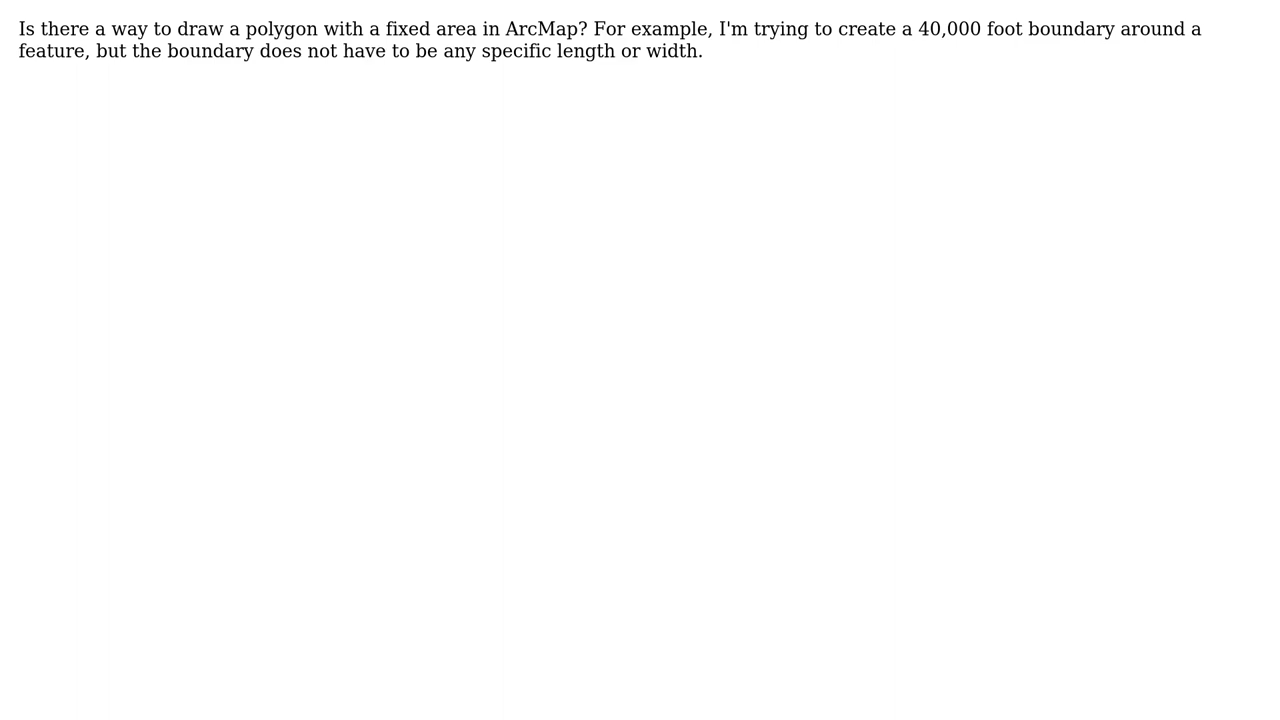 Is there a way to draw a polygon with a fixed area in ArcMap? For example, I'm trying to create a 40,000 foot boundary around a
feature, but the boundary does not have to be any specific length or width.